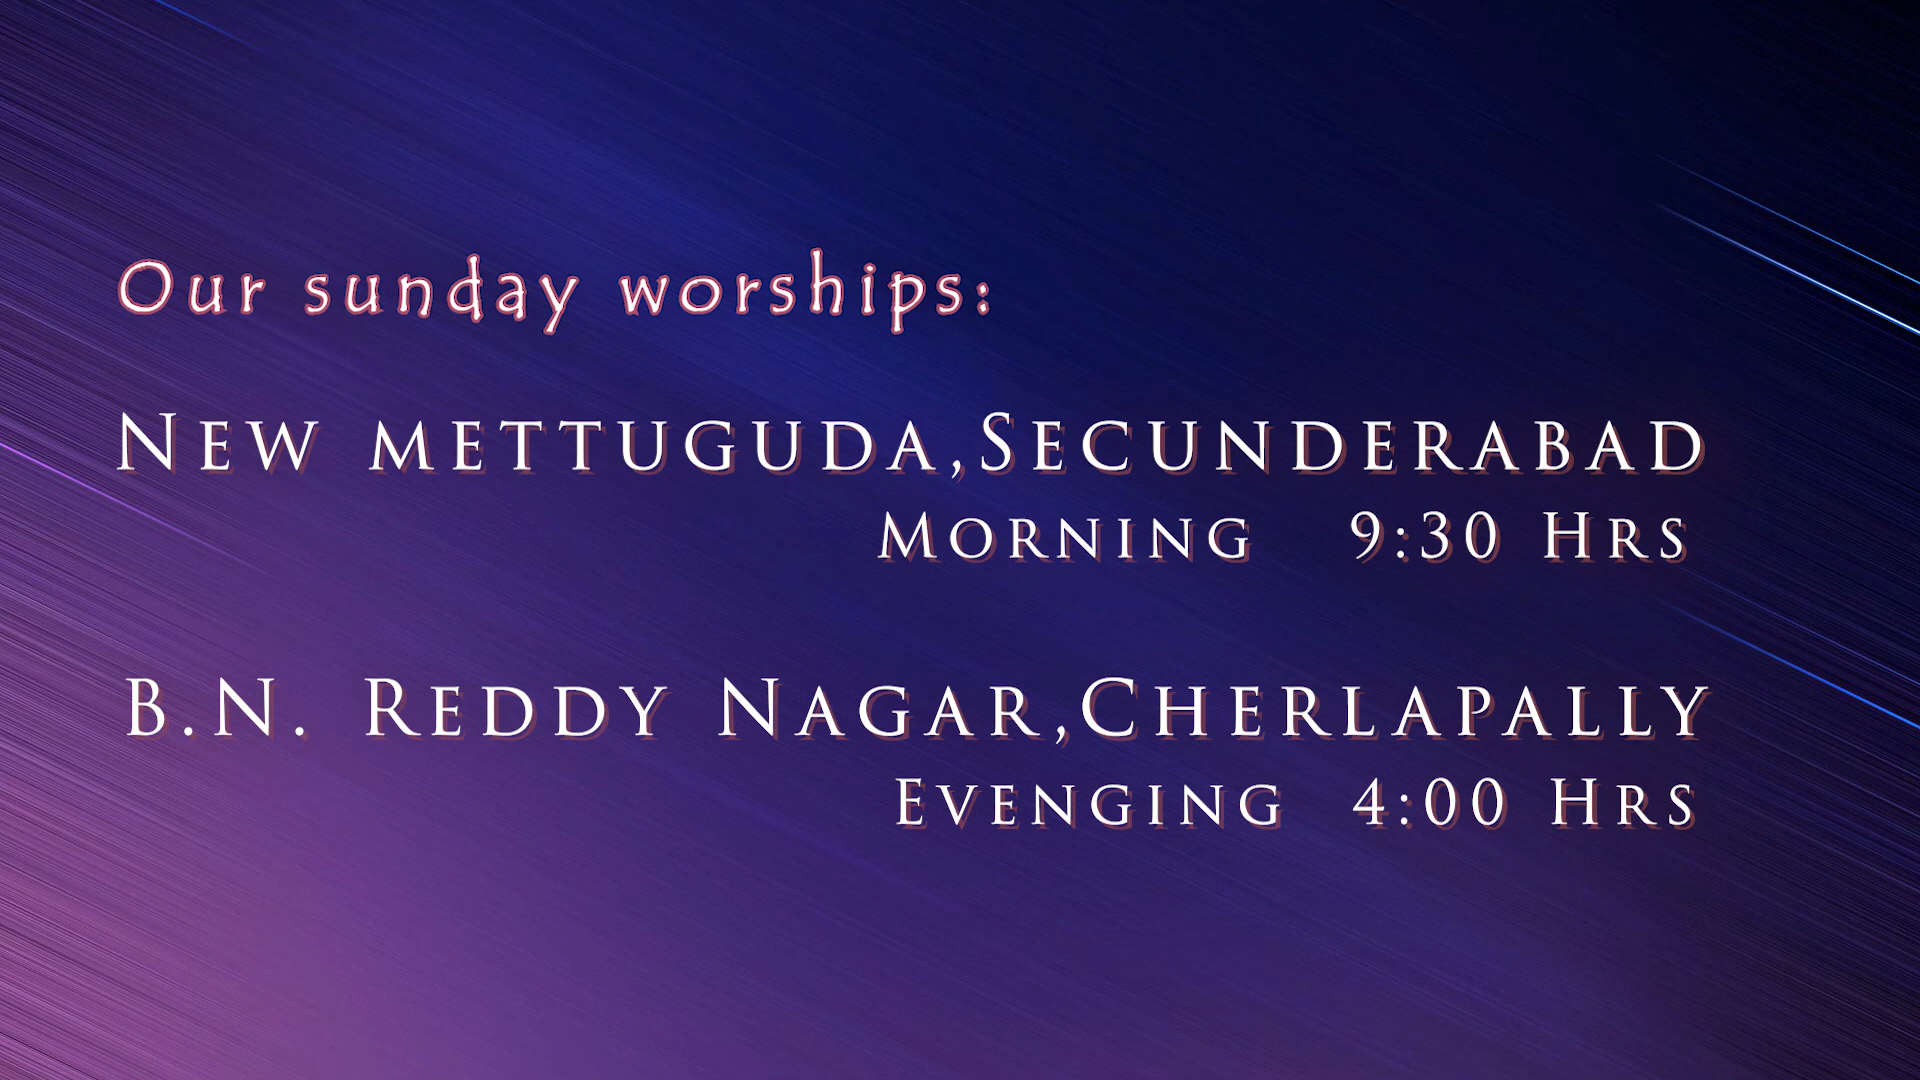 Our sunday worships:
New mettuguda,Secunderabad
Morning 9:30 Hrs
B.N. Reddy Nagar,Cherlapally
Evenging 4:00 Hrs